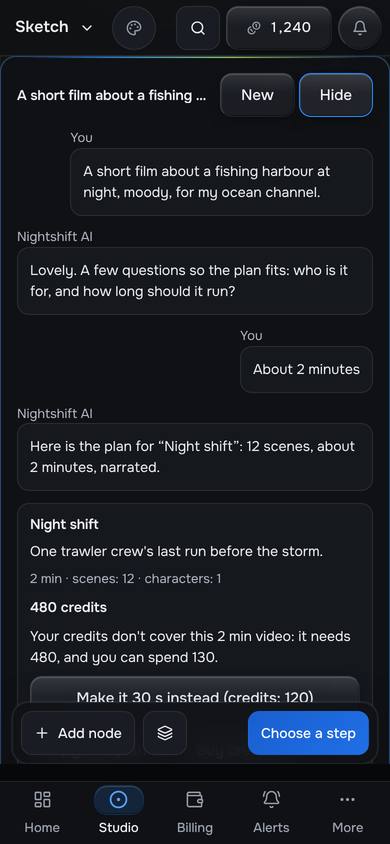 Sketch
1,240
A short film about a fishing ...
New
Hide
You
A short film about a fishing harbour at
night, moody, for my ocean channel.
Nightshift AI
Lovely. A few questions so the plan fits: who is it
for, and how long should it run?
You
About 2 minutes
Nightshift AI
Here is the plan for “Night shift”: 12 scenes, about
2 minutes, narrated.
Night shift
One trawler crew's last run before the storm.
2 min · scenes: 12 · characters: 1
480 credits
Your credits don't cover this 2 min video: it needs
480, and you can spend 130.
Make it 30 s instead (credits: 120)
Add node
Choose a step
Home
Studio
Billing
Alerts
More